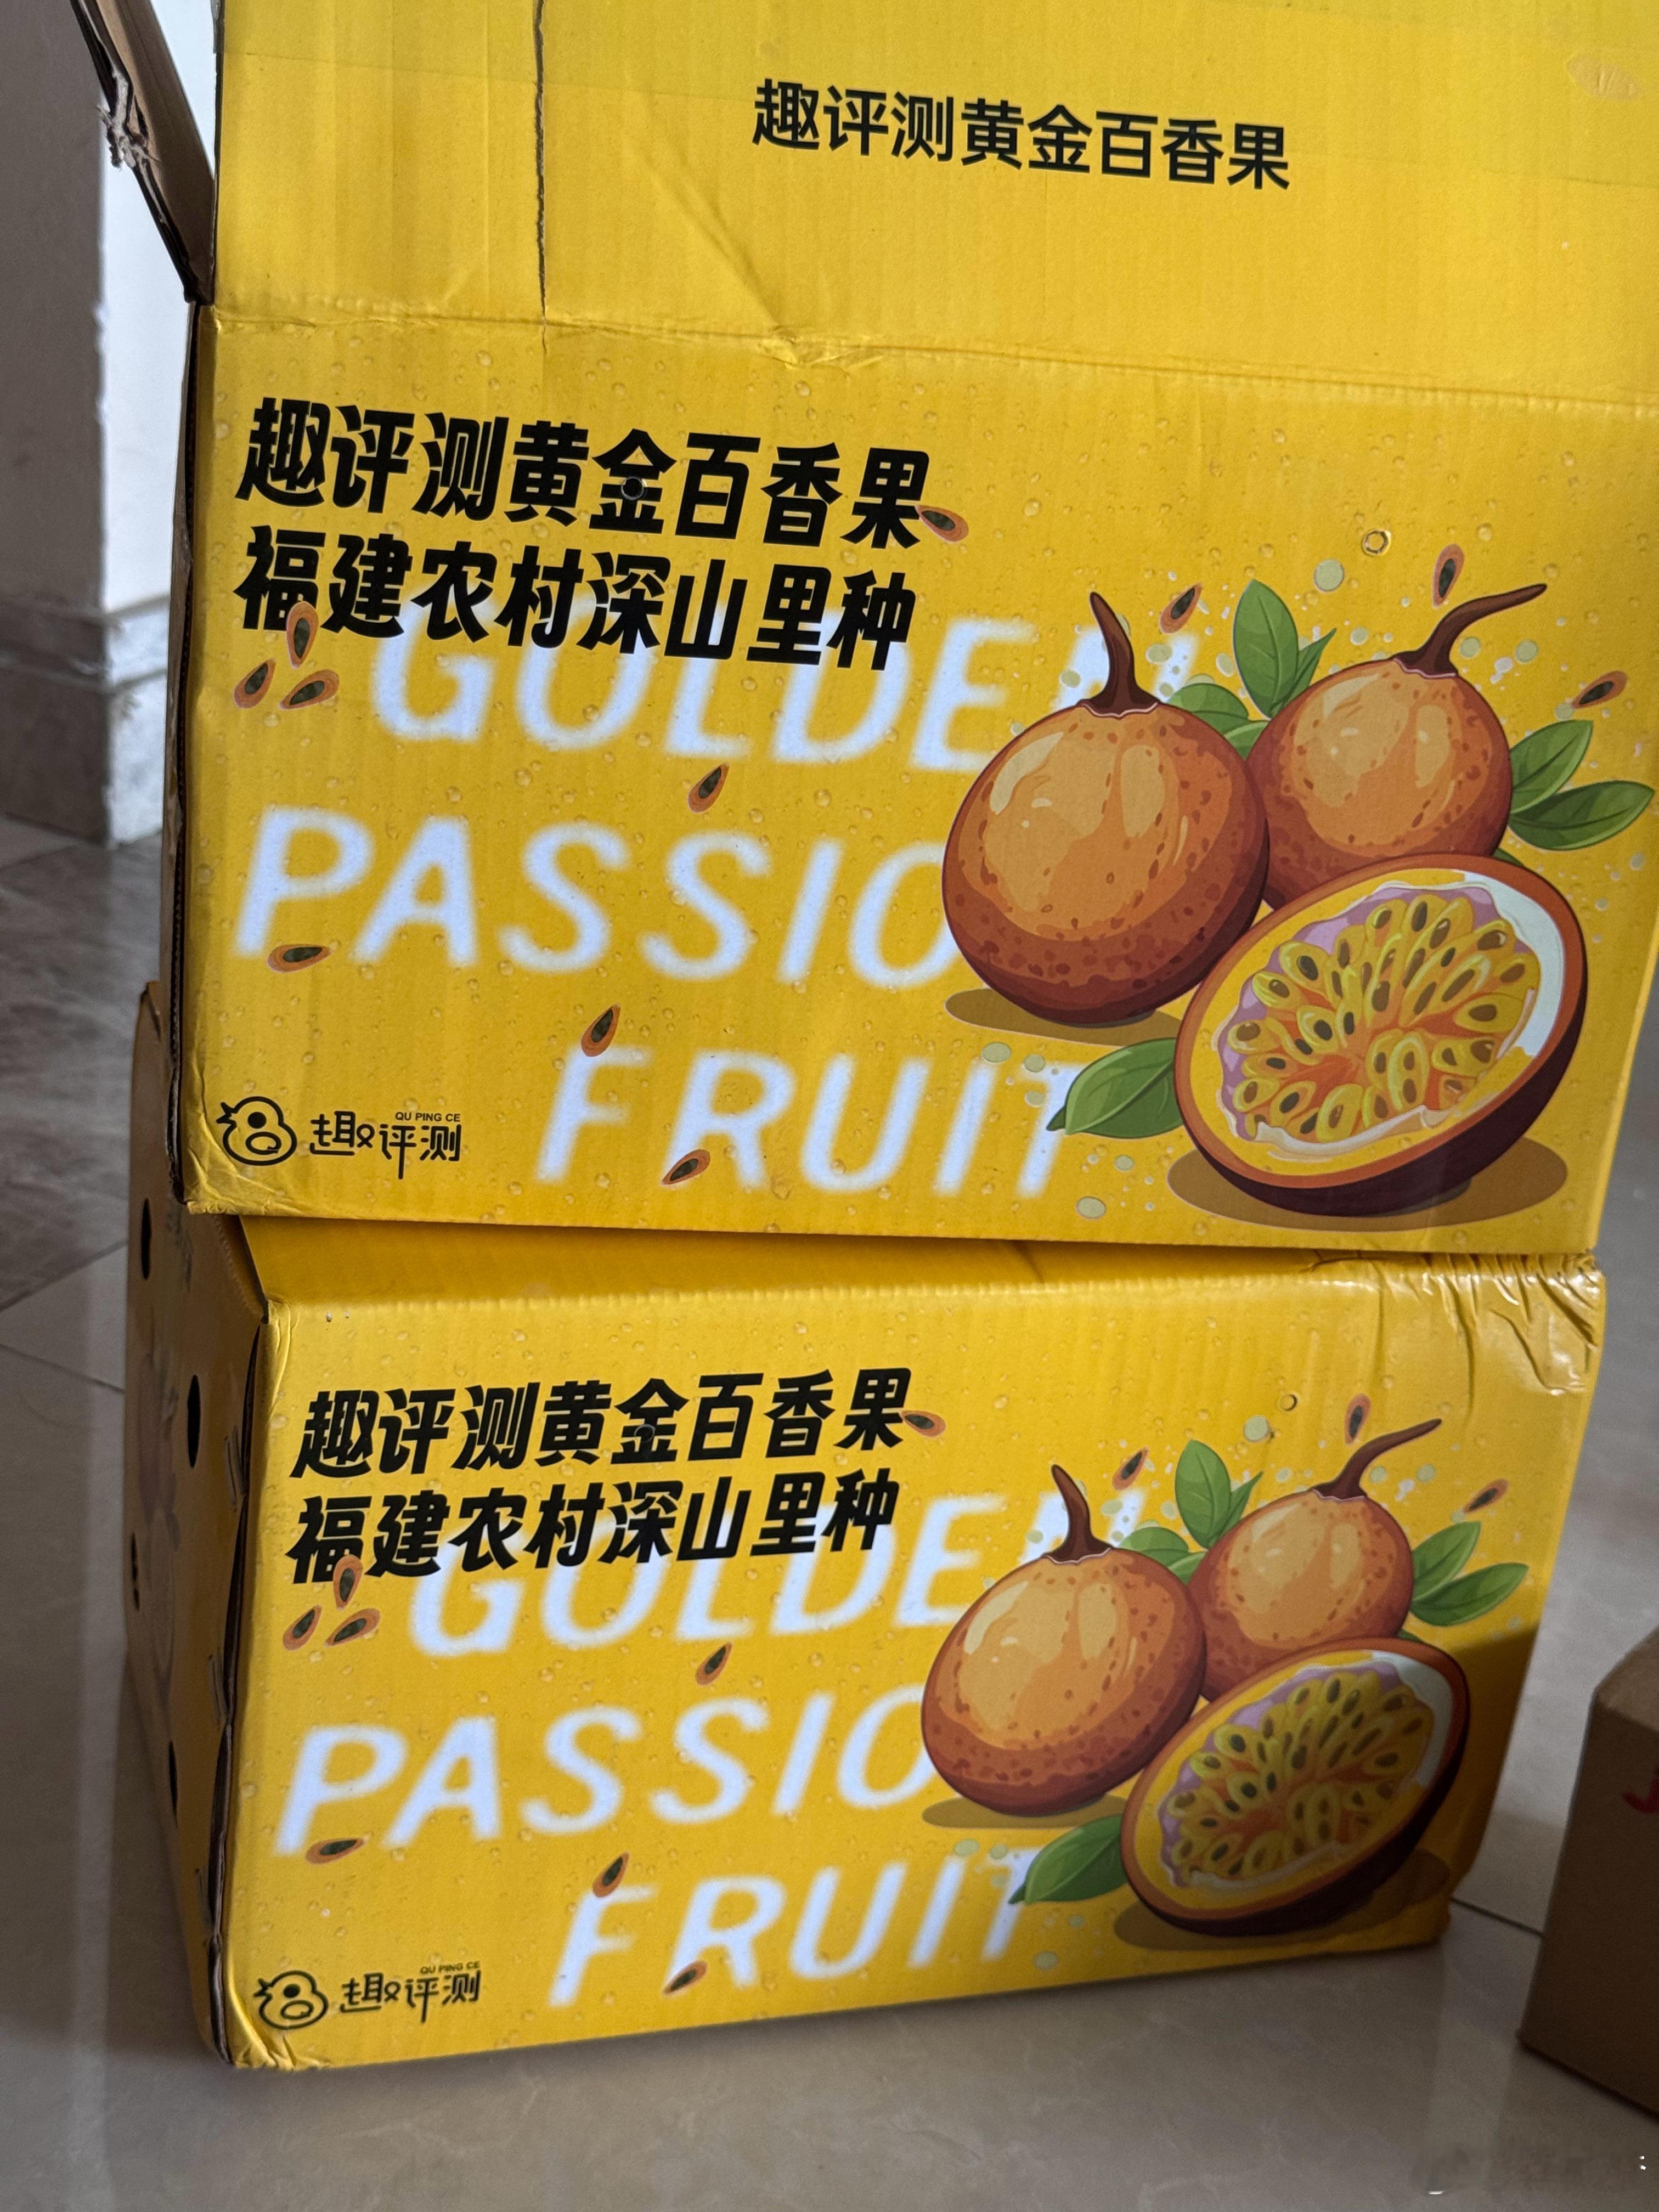 趣评测黄金百香果
趣评测黄金百香果
福建农村深山里种
GOLDEN
PASSIO
FRUIT
QU PING CE
趣评测
趣评测黄金百香果
福建农村深山里种
GOLDEN
PASSIO
FRUIT
QU PING CE
趣评测